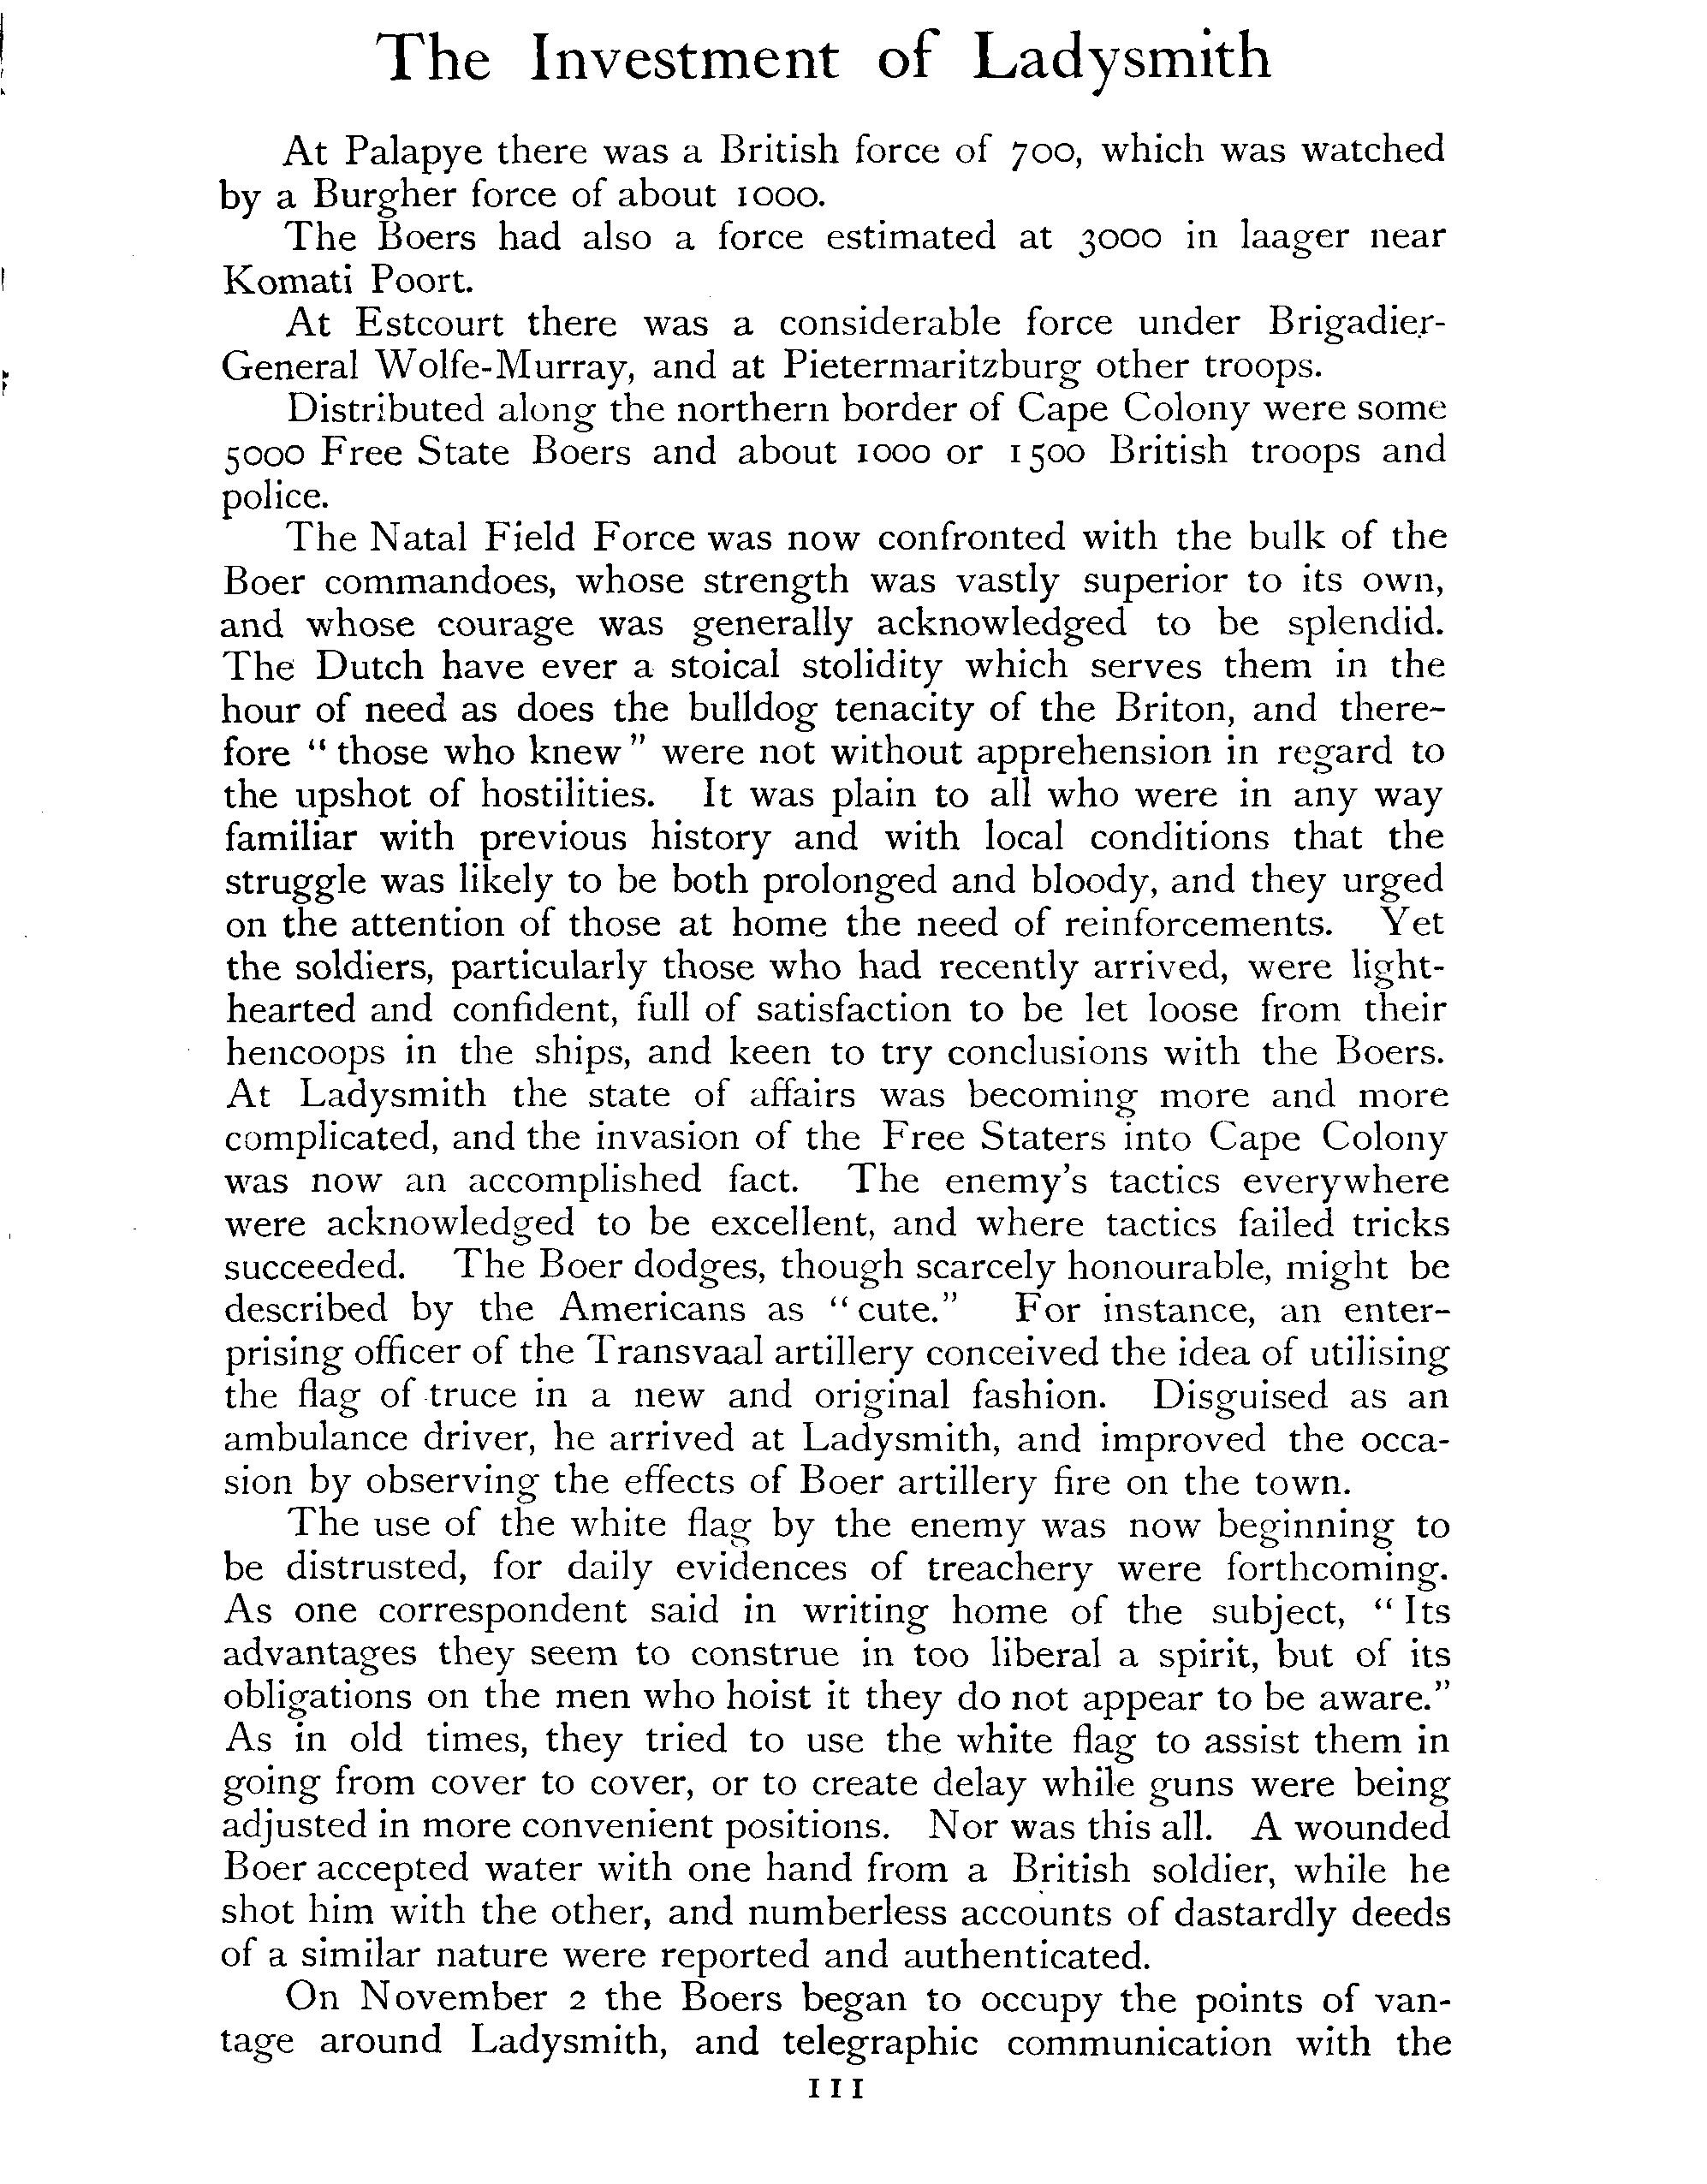 The Investment of Ladysmith
At Palapye there was a British force of 700, which was watched
by a Burgher force of about 1000.
The Boers had also a force estimated at 3000 in laager near
Komati Poort.
At Estcourt there was a considerable force under Brigadier-
General Wolfe-Murray, and at Pietermaritzburg other troops.
Distributed along the northern border of Cape Colony were some
5000 Free State Boers and about 1000 or 1500 British troops and
police.
The Natal Field Force was now confronted with the bulk of the
Boer commandoes, whose strength was vastly superior to its own,
and whose courage was generally acknowledged to be splendid.
The Dutch have ever a stoical stolidity which serves them in the
hour of need as does the bulldog tenacity of the Briton, and there-
fore "those who knew" were not without apprehension in regard to
the upshot of hostilities. It was plain to all who were in any way
familiar with previous history and with local conditions that the
struggle was likely to be both prolonged and bloody, and they urged
on the attention of those at home the need of reinforcements. Yet
the soldiers, particularly those who had recently arrived, were light-
hearted and confident, full of satisfaction to be let loose from their
hencoops in the ships, and keen to try conclusions with the Boers.
At Ladysmith the state of affairs was becoming more and more
complicated, and the invasion of the Free Staters into Cape Colony
was now an accomplished fact. The enemy's tactics everywhere
were acknowledged to be excellent, and where tactics failed tricks
succeeded. The Boer dodges, though scarcely honourable, might be
described by the Americans as "cute." For instance, an enter-
prising officer of the Transvaal artillery conceived the idea of utilising
the flag of truce in a new and original fashion. Disguised as an
ambulance driver, he arrived at Ladysmith, and improved the occa-
sion by observing the effects of Boer artillery fire on the town.
The use of the white flag by the enemy was now beginning to
be distrusted, for daily evidences of treachery were forthcoming.
As one correspondent said in writing home of the subject, "Its
advantages they seem to construe in too liberal a spirit, but of its
obligations on the men who hoist it they do not appear to be aware."
As in old times, they tried to use the white flag to assist them in
going from cover to cover, or to create delay while guns were being
adjusted in more convenient positions. Nor was this all. A wounded
Boer accepted water with one hand from a British soldier, while he
shot him with the other, and numberless accounts of dastardly deeds
of a similar nature were reported and authenticated.
On November 2 the Boers began to occupy the points of van-
tage around Ladysmith, and telegraphic communication with the
111